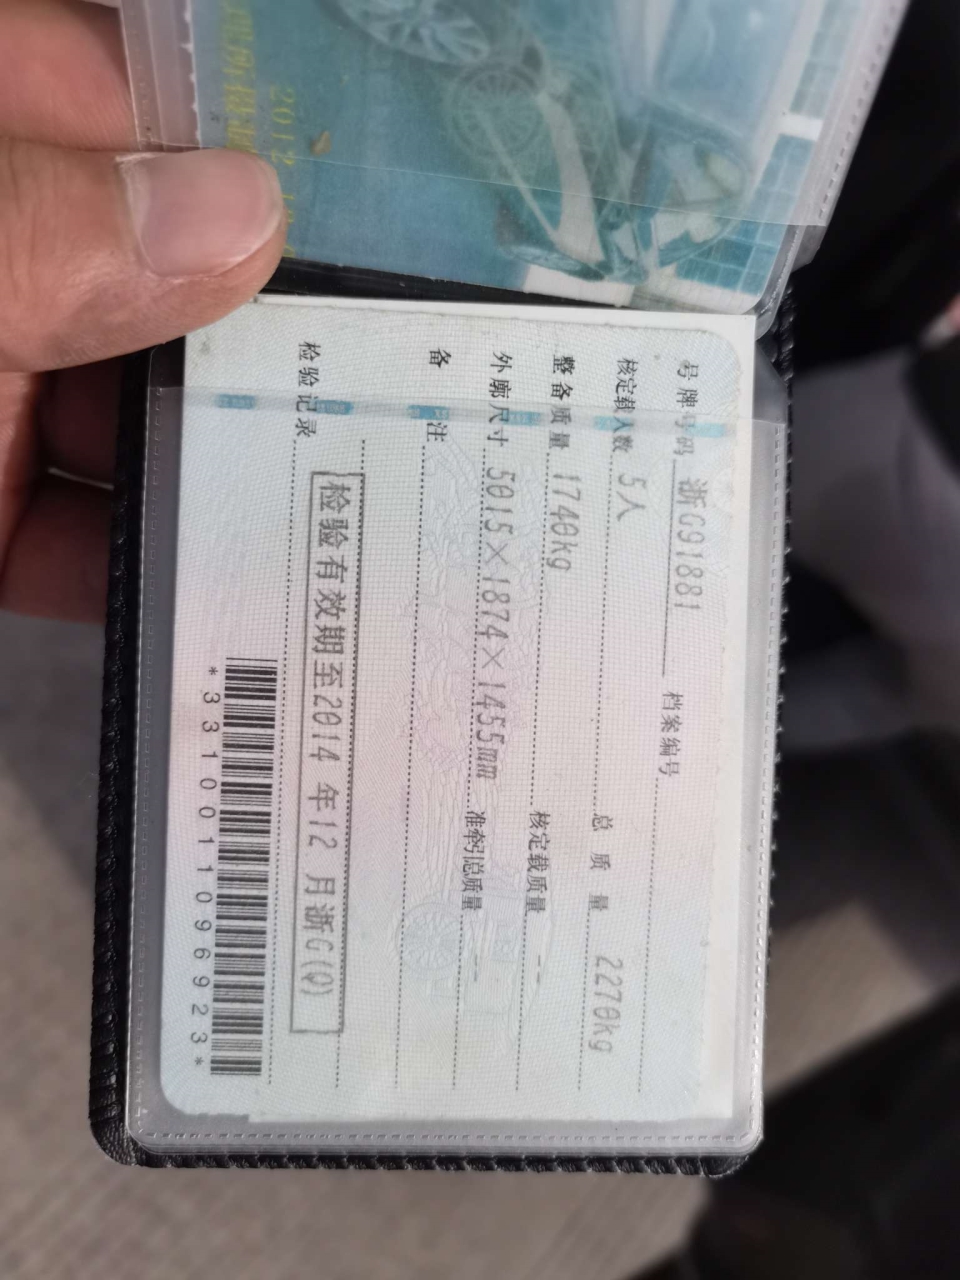 号牌号码 浙G91881 档案编号
核定载人数 5人 总质量 2270kg
整备质量 1740kg 核定载质量 --
外廓尺寸 5015×1874×1455mm 准牵引总质量 --
备注
检验有效期至2014年12月浙G(Q)
检验记录
*3310011096923*
2012